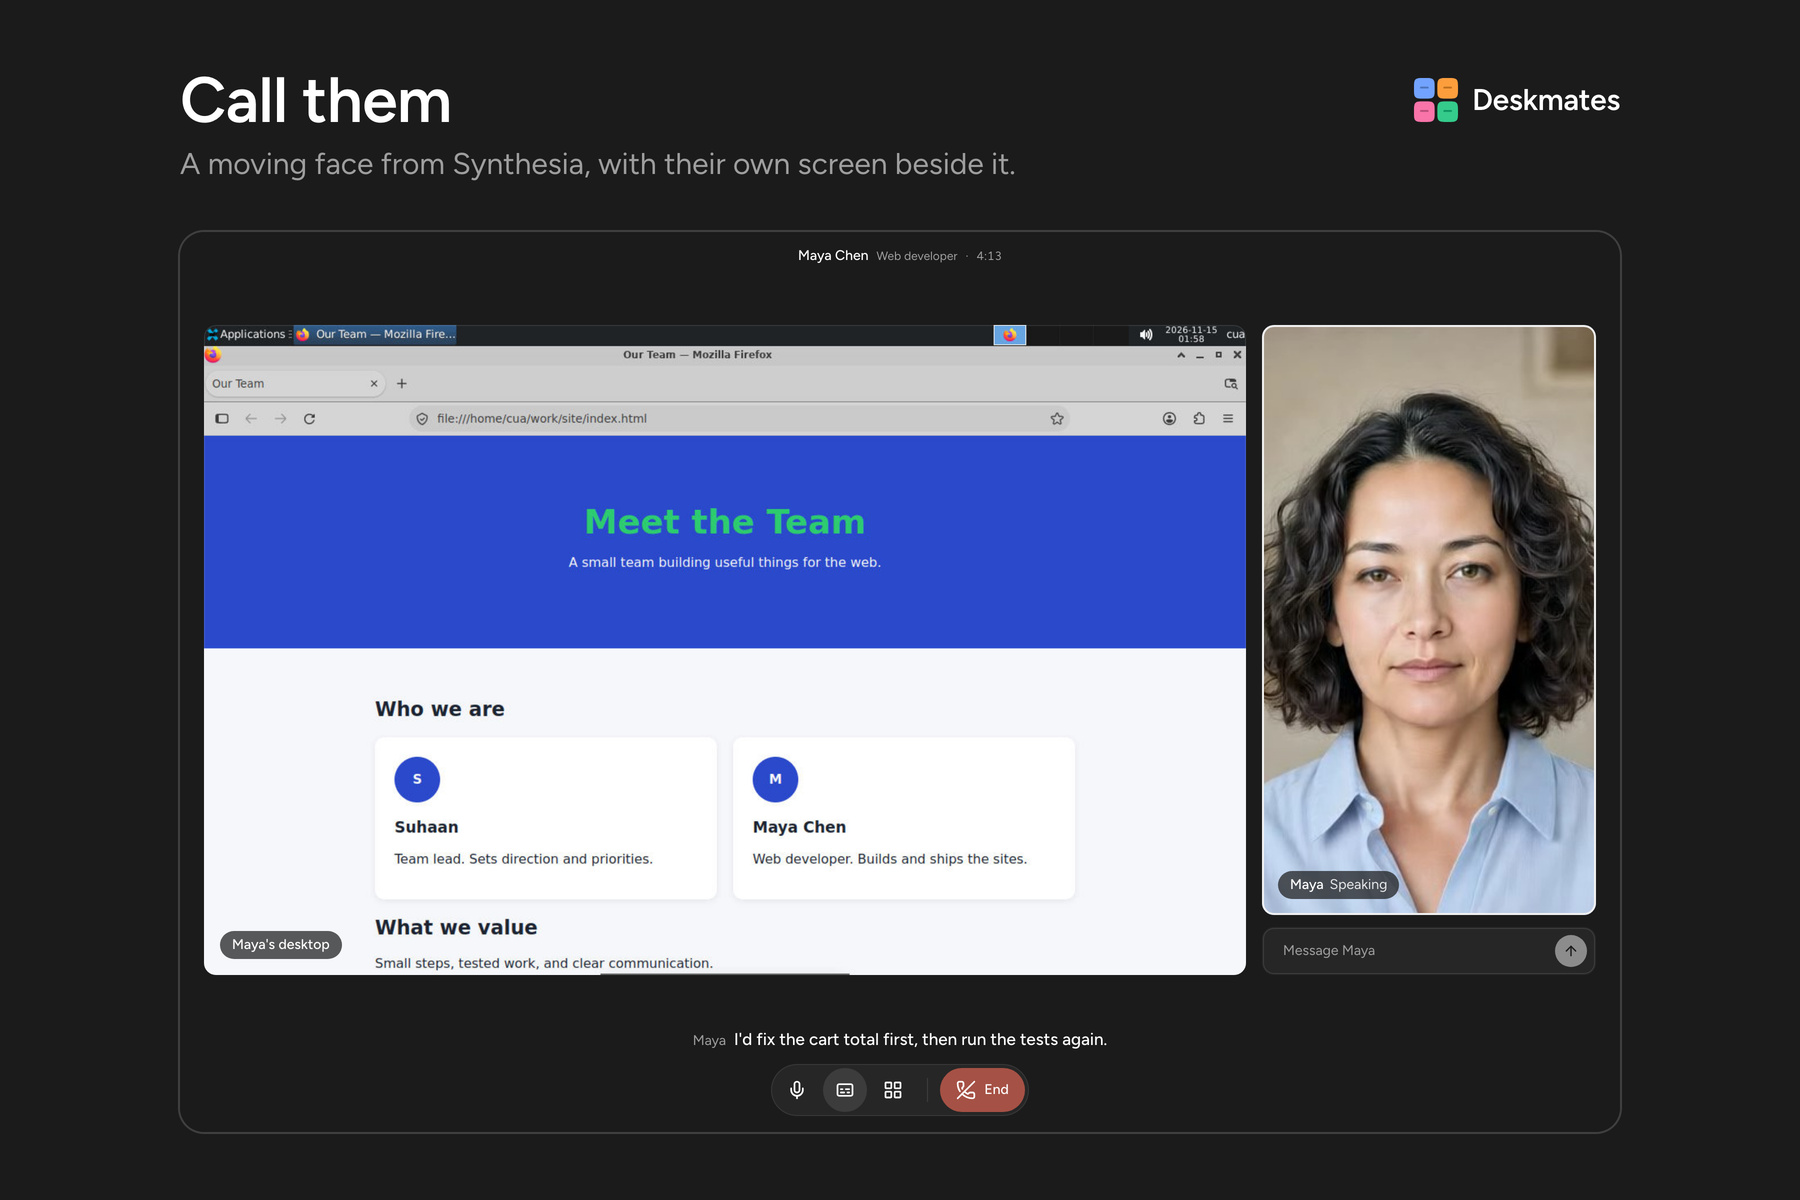 Call them
Deskmates
A moving face from Synthesia, with their own screen beside it.
Maya Chen Web developer · 4:13
Applications
Our Team — Mozilla Fire...
2026-11-15
01:58
cua
Our Team — Mozilla Firefox
Our Team
file:///home/cua/work/site/index.html
Meet the Team
A small team building useful things for the web.
Who we are
S
Suhaan
Team lead. Sets direction and priorities.
M
Maya Chen
Web developer. Builds and ships the sites.
What we value
Small steps, tested work, and clear communication.
Maya's desktop
Maya Speaking
Message Maya
Maya I'd fix the cart total first, then run the tests again.
End